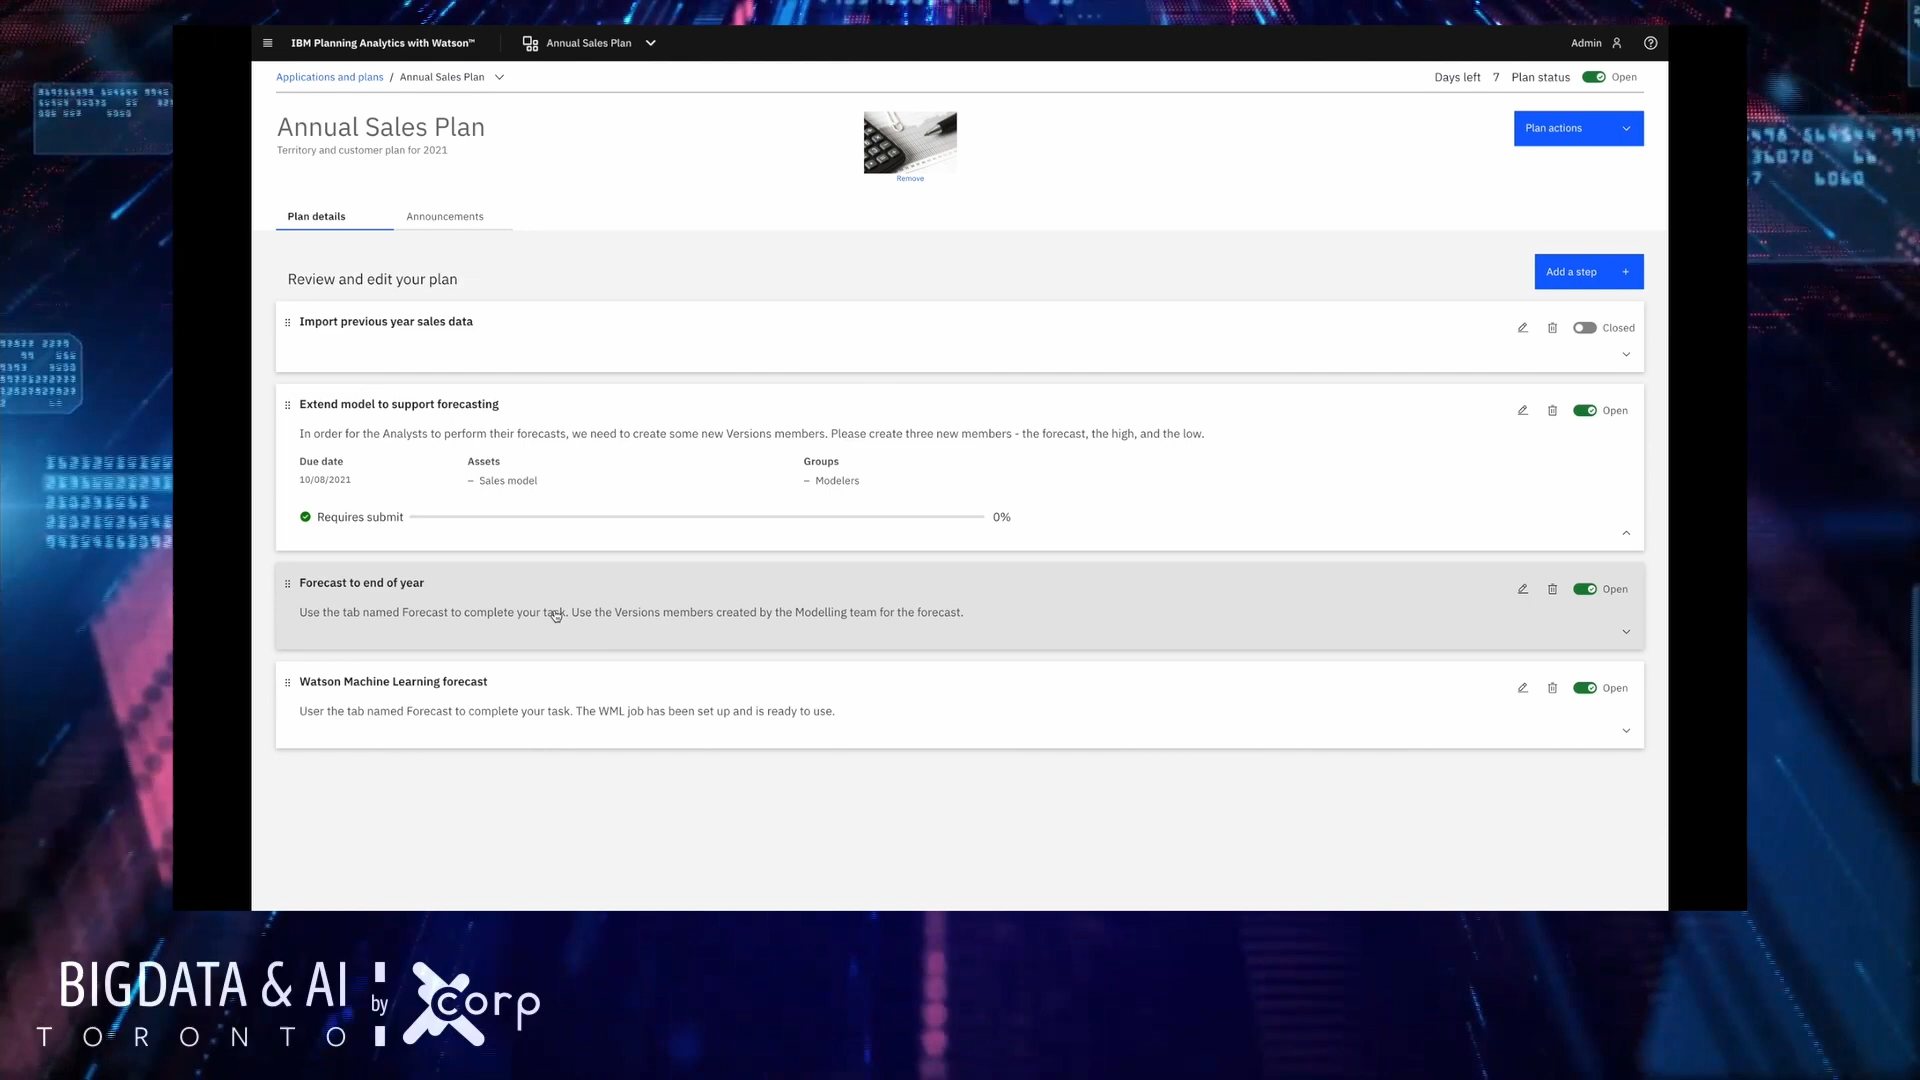 IBM Planning Analytics with Watson™
Annual Sales Plan
Admin
Applications and plans / Annual Sales Plan
Days left 7 Plan status Open
Annual Sales Plan
Territory and customer plan for 2021
Remove
Plan actions
Plan details
Announcements
Review and edit your plan
Add a step +
Import previous year sales data
Closed
Extend model to support forecasting
Open
In order for the Analysts to perform their forecasts, we need to create some new Versions members. Please create three new members - the forecast, the high, and the low.
Due date
Assets
Groups
10/08/2021
– Sales model
– Modelers
Requires submit
0%
Forecast to end of year
Open
Use the tab named Forecast to complete your task. Use the Versions members created by the Modelling team for the forecast.
Watson Machine Learning forecast
Open
User the tab named Forecast to complete your task. The WML job has been set up and is ready to use.
BIGDATA & AI
TORONTO
by
corp